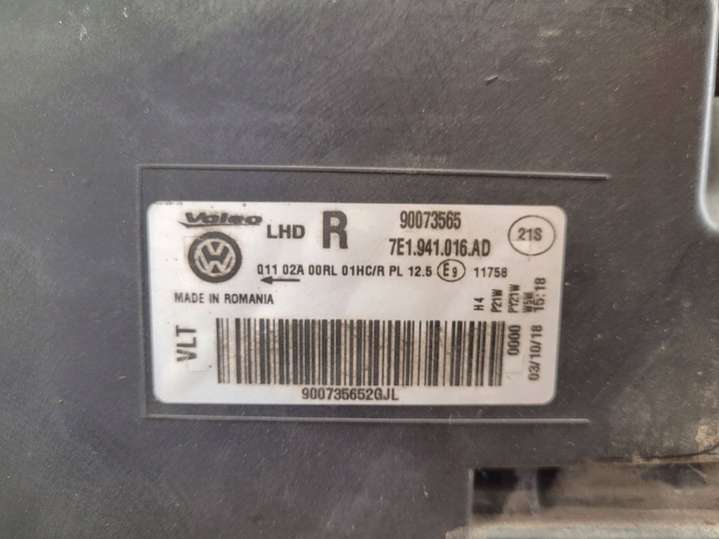 Valeo
LHD R
90073565
7E1.941.016.AD
21S
011 02A 00RL 01HC/R PL 12.5 E9 11758
MADE IN ROMANIA
H4
P21W
PY21W
W5W
03/10/18 15:18
VLT
0000
900735652GJL